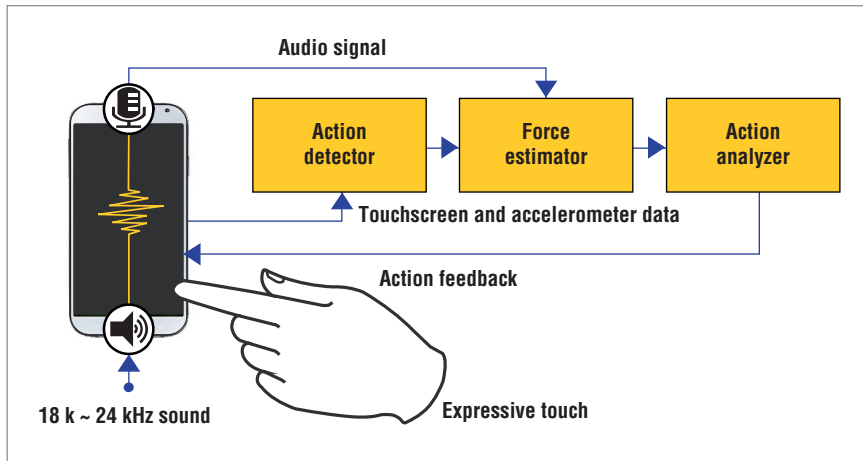 Audio signal
Action
detector
Force
estimator
Action
analyzer
Touchscreen and accelerometer data
Action feedback
18 k ~ 24 kHz sound
Expressive touch